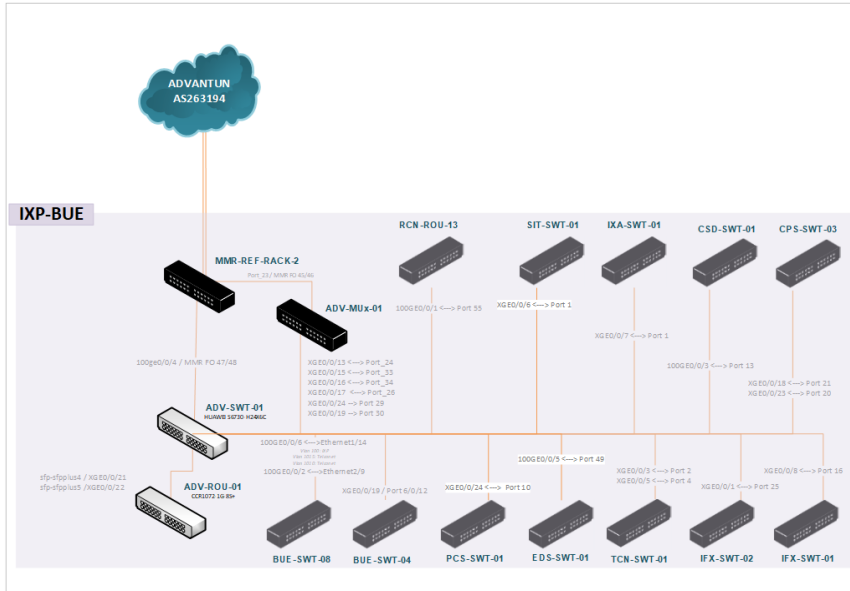 ADVANTUN
AS263194
IXP-BUE
RCN-ROU-13
SIT-SWT-01
IXA-SWT-01
CSD-SWT-01
CPS-SWT-03
MMR-REF-RACK-2
Port_23/ MMR FO 45/46
ADV-MUx-01
100GE0/0/1 <---> Port 55
XGE0/0/6 <---> Port 1
XGE0/0/7 <---> Port 1
100GE0/0/3 <---> Port 13
XGE0/0/18 <---> Port 21
XGE0/0/23 <---> Port 20
100ge0/0/4 / MMR FO 47/48
XGE0/0/13 <---> Port_24
XGE0/0/15 <---> Port_33
XGE0/0/16 <---> Port_34
XGE0/0/17 <---> Port_26
XGE0/0/24 --> Port 29
XGE0/0/19 --> Port 30
ADV-SWT-01
HUAWEI S6730 H24X6C
100GE0/0/6 <--->Ethernet1/14
100GE0/0/2 <--->Ethernet2/9
100GE0/0/5 <---> Port 49
XGE0/0/3 <---> Port 2
XGE0/0/5 <---> Port 4
XGE0/0/9 <---> Port 16
sfp-sfpplus4 / XGE0/0/21
sfp-sfpplus5 /XGE0/0/22
ADV-ROU-01
CCR1072 1G 8S+
XGE0/0/19 / Port 6/0/12
XGE0/0/24 <---> Port 10
XGE0/0/1 <---> Port 25
BUE-SWT-08
BUE-SWT-04
PCS-SWT-01
EDS-SWT-01
TCN-SWT-01
IFX-SWT-02
IFX-SWT-01